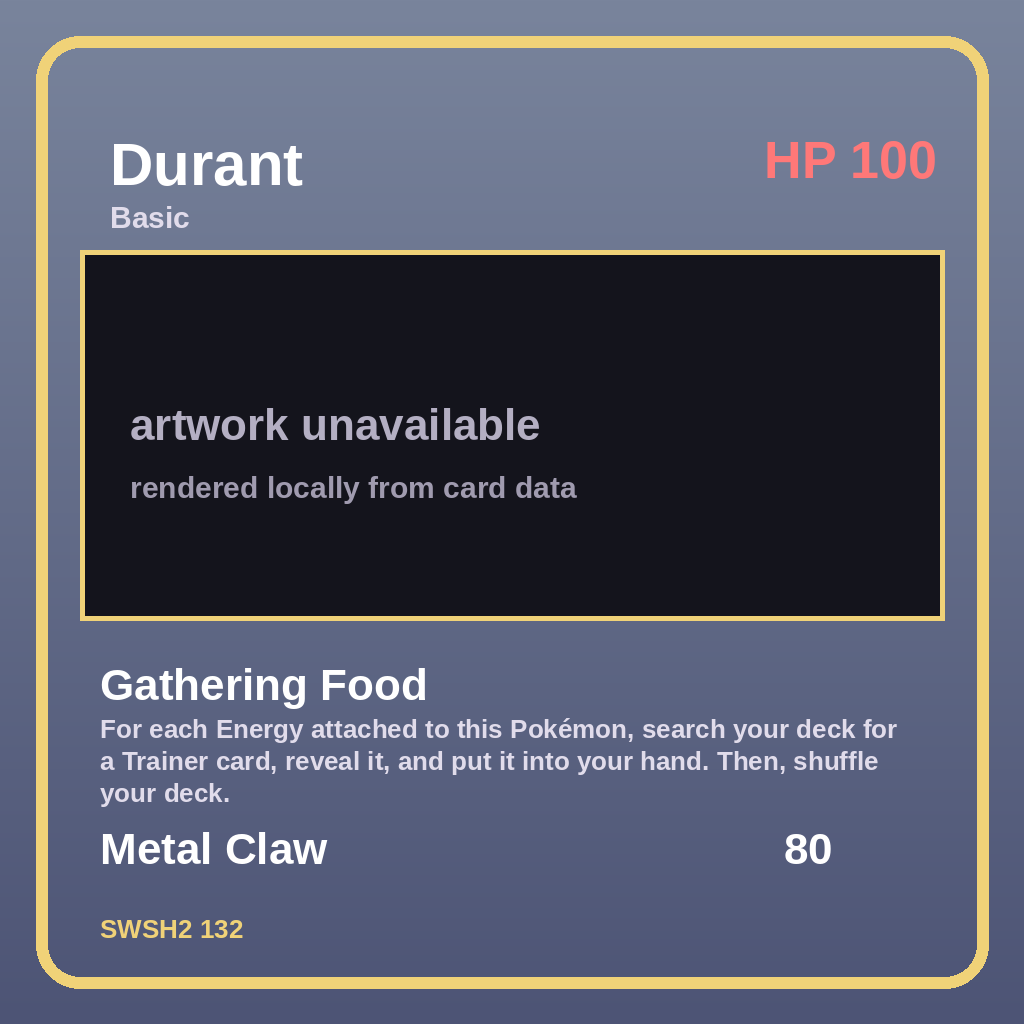 Durant
HP 100
Basic
artwork unavailable
rendered locally from card data
Gathering Food
For each Energy attached to this Pokémon, search your deck for
a Trainer card, reveal it, and put it into your hand. Then, shuffle
your deck.
Metal Claw
80
SWSH2 132